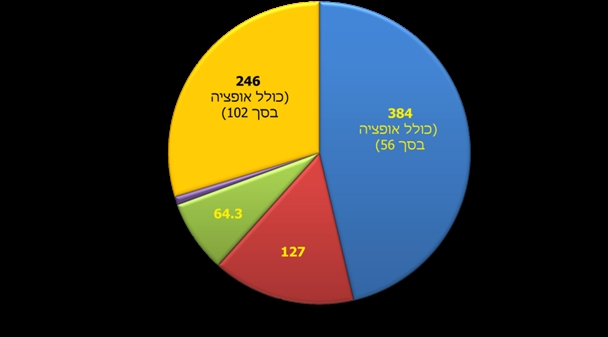 246
(כולל אופציה
בסך 102)
384
(כולל אופציה
בסך 56)
64.3
127